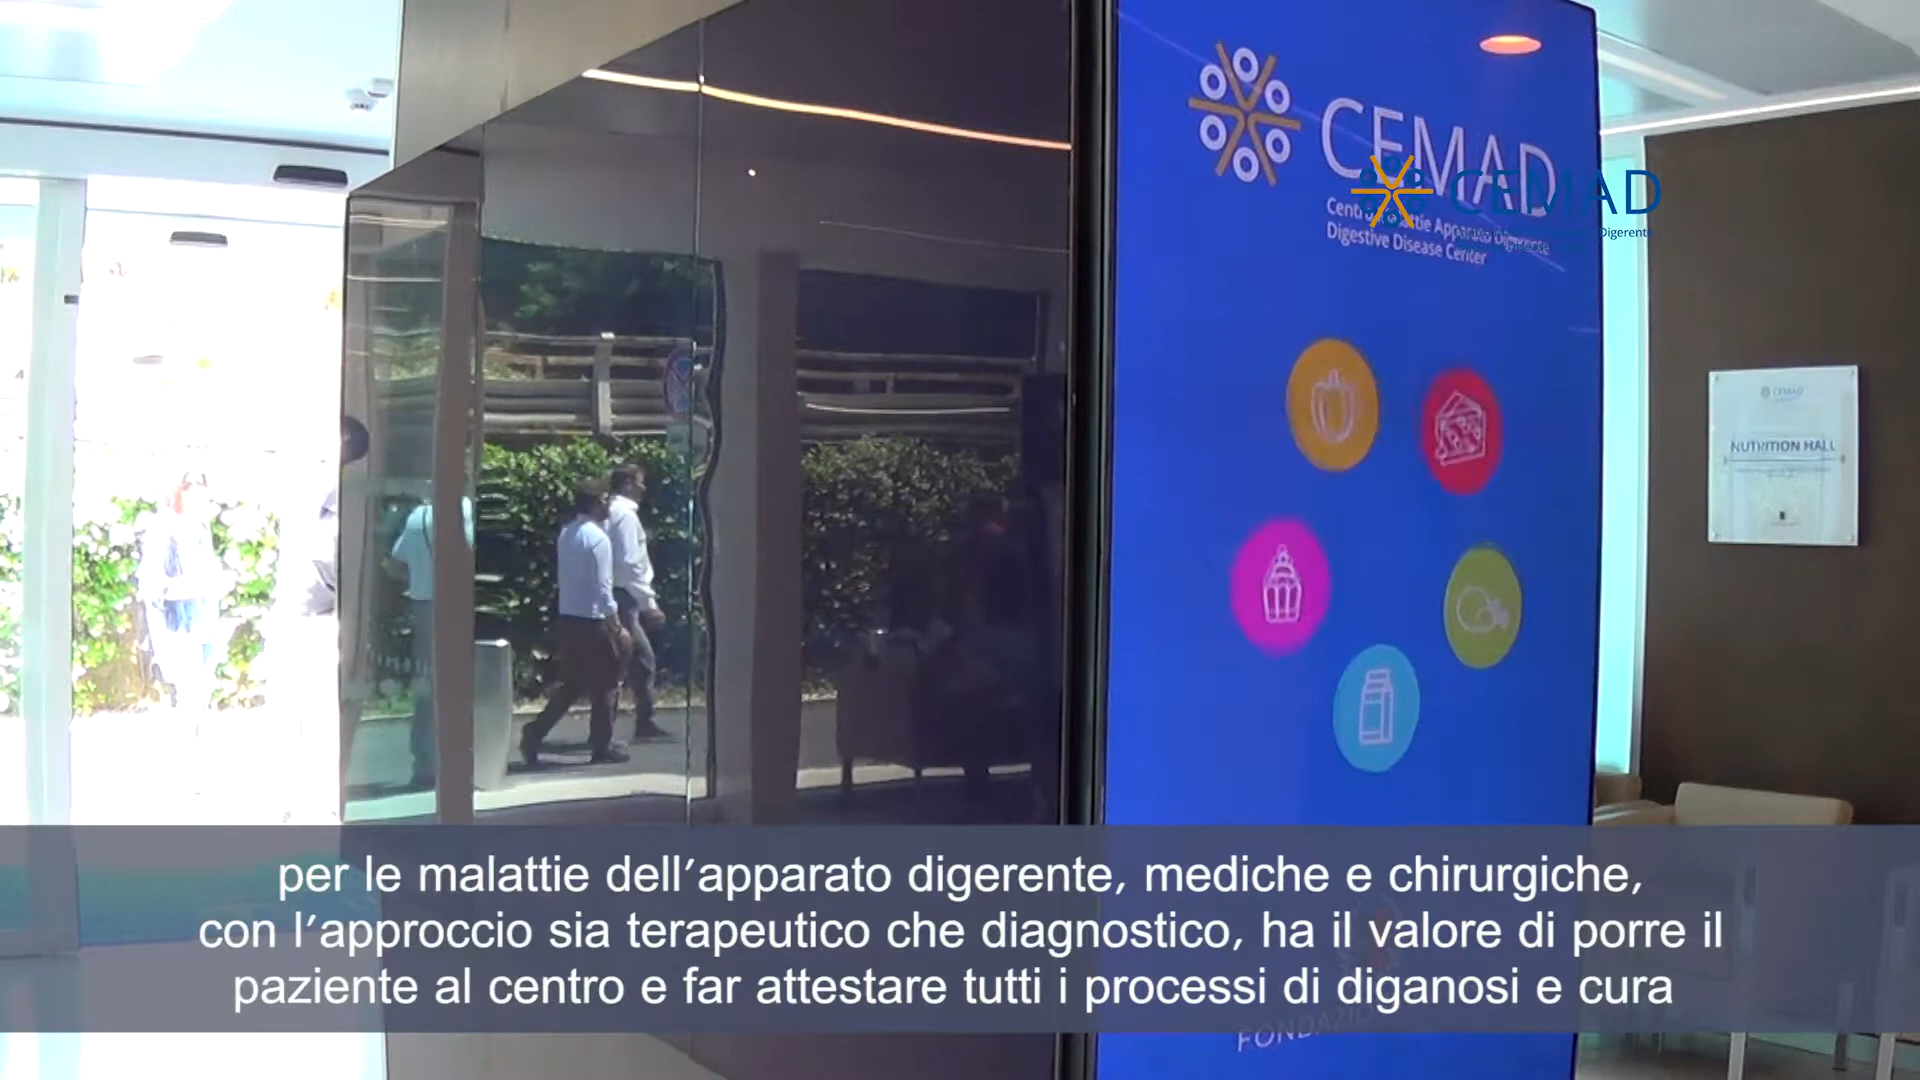 CEMAD
Digestive Disease Center
CEMAD
Digerente
CEMAD
NUTRITION HALL
per le malattie dell'apparato digerente, mediche e chirurgiche,
con l'approccio sia terapeutico che diagnostico, ha il valore di porre il
paziente al centro e far attestare tutti i processi di diganosi e cura